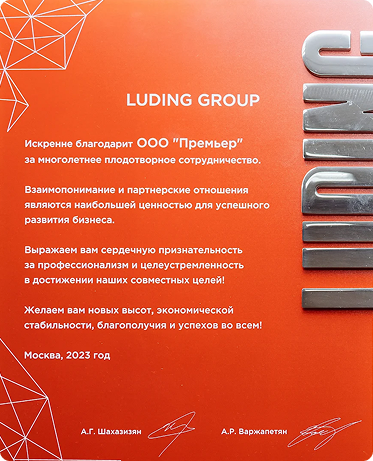 LUDING GROUP
LUDING
Искренне благодарит ООО "Премьер"
за многолетнее плодотворное сотрудничество.
Взаимопонимание и партнерские отношения
являются наибольшей ценностью для успешного
развития бизнеса.
Выражаем вам сердечную признательность
за профессионализм и целеустремленность
в достижении наших совместных целей!
Желаем вам новых высот, экономической
стабильности, благополучия и успехов во всем!
Москва, 2023 год
А.Г. Шахазизян
А.Р. Варжапетян